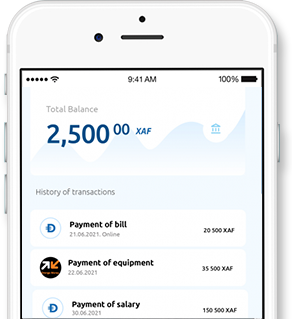 9:41 AM
100%
Total Balance
2,500 00 XAF
History of transactions
Payment of bill
21.06.2021, Online
20 500 XAF
Payment of equipment
22.06.2021
35 500 XAF
Payment of salary
30.06.2021
150 500 XAF